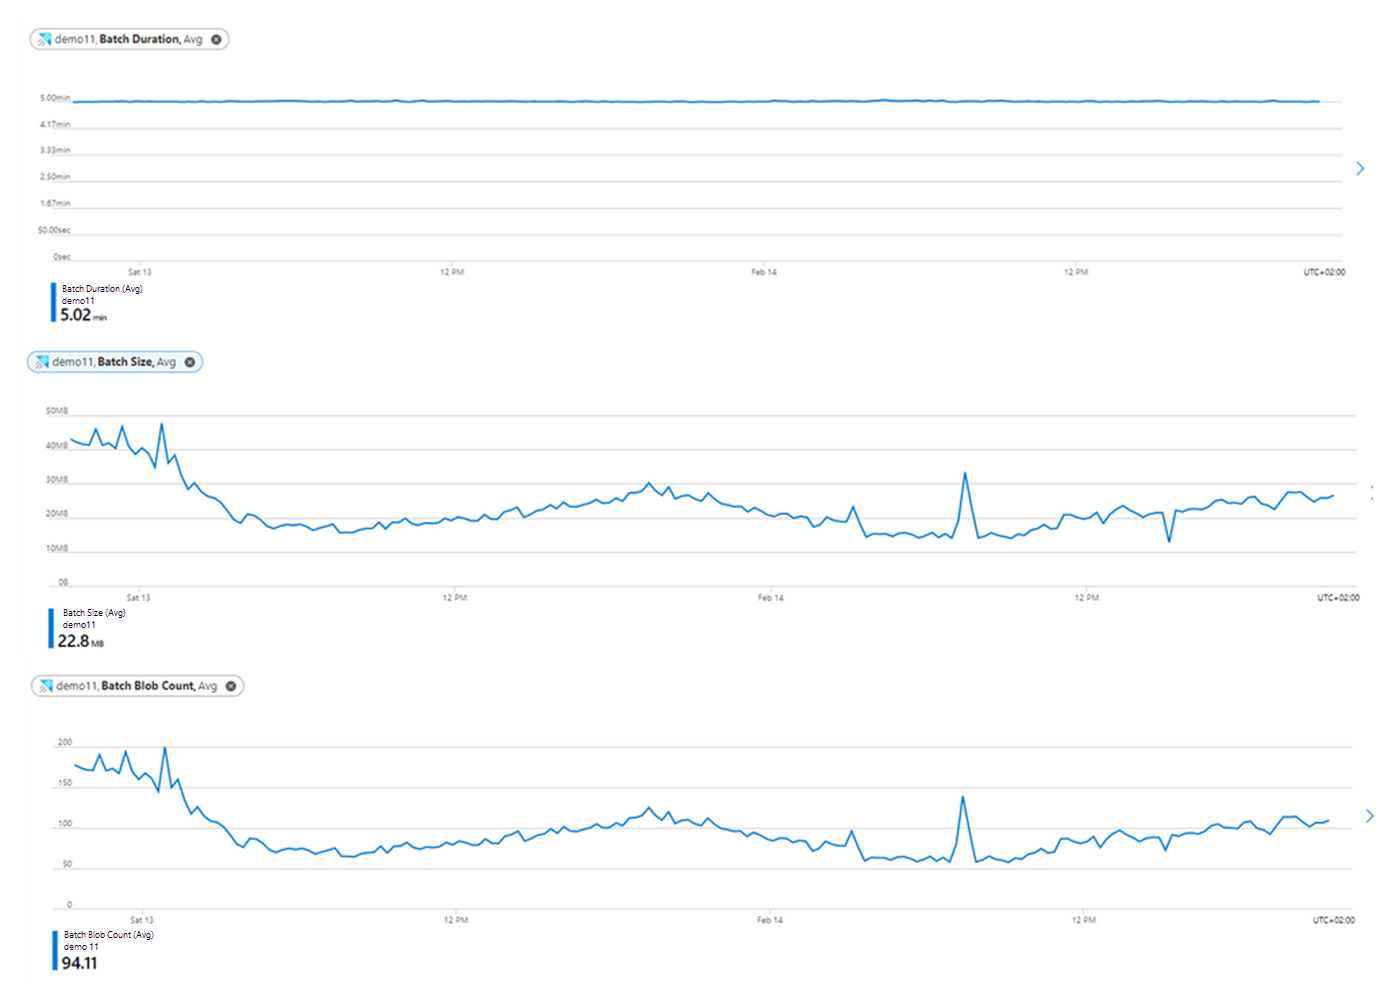 demo11, Batch Duration, Avg
5.00min
4.17min
3.33min
2.50min
1.67min
50.00sec
0sec
Sat 13 12 PM Feb 14 12 PM UTC+02:00
Batch Duration (Avg)
demo11
5.02 min
demo11, Batch Size, Avg
50MB
40MB
30MB
20MB
10MB
0B
Sat 13 12 PM Feb 14 12 PM UTC+02:00
Batch Size (Avg)
demo11
22.8 MB
demo11, Batch Blob Count, Avg
200
150
100
50
0
Sat 13 12 PM Feb 14 12 PM UTC+02:00
Batch Blob Count (Avg)
demo 11
94.11